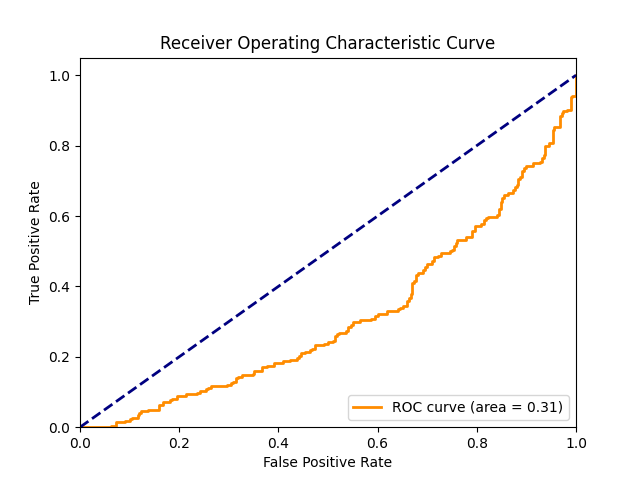 Receiver Operating Characteristic Curve
1.0
0.8
0.6
0.4
0.2
0.0
True Positive Rate
ROC curve (area = 0.31)
0.0 0.2 0.4 0.6 0.8 1.0
False Positive Rate